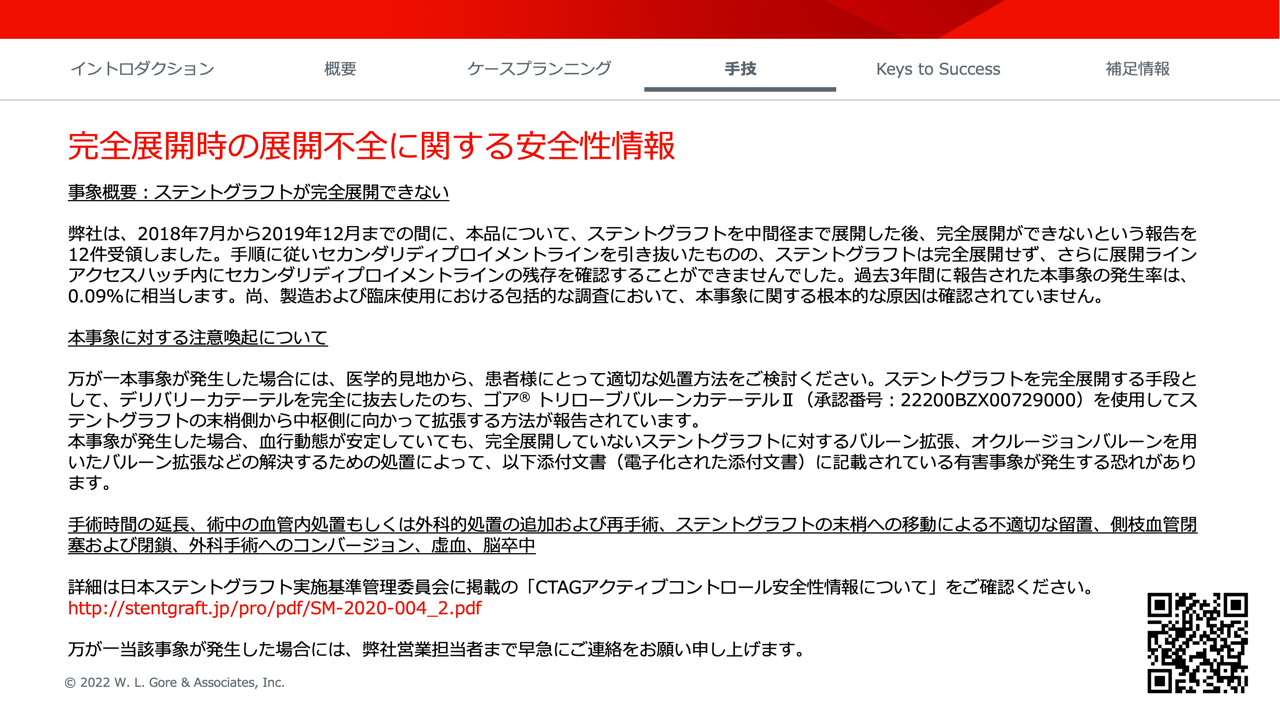 イントロダクション
概要
ケースプランニング
手技
Keys to Success
補足情報
完全展開時の展開不全に関する安全性情報
事象概要：ステントグラフトが完全展開できない
弊社は、2018年7月から2019年12月までの間に、本品について、ステントグラフトを中間径まで展開した後、完全展開ができないという報告を
12件受領しました。手順に従いセカンダリディプロイメントラインを引き抜いたものの、ステントグラフトは完全展開せず、さらに展開ライン
アクセスハッチ内にセカンダリディプロイメントラインの残存を確認することができませんでした。過去3年間に報告された本事象の発生率は、
0.09%に相当します。尚、製造および臨床使用における包括的な調査において、本事象に関する根本的な原因は確認されていません。
本事象に対する注意喚起について
万が一本事象が発生した場合には、医学的見地から、患者様にとって適切な処置方法をご検討ください。ステントグラフトを完全展開する手段と
して、デリバリーカテーテルを完全に抜去したのち、ゴア® トリローブバルーンカテーテルⅡ（承認番号：22200BZX00729000）を使用してス
テントグラフトの末梢側から中枢側に向かって拡張する方法が報告されています。
本事象が発生した場合、血行動態が安定していても、完全展開していないステントグラフトに対するバルーン拡張、オクルージョンバルーンを用
いたバルーン拡張などの解決するための処置によって、以下添付文書（電子化された添付文書）に記載されている有害事象が発生する恐れがあり
ます。
手術時間の延長、術中の血管内処置もしくは外科的処置の追加および再手術、ステントグラフトの末梢への移動による不適切な留置、側枝血管閉
塞および閉鎖、外科手術へのコンバージョン、虚血、脳卒中
詳細は日本ステントグラフト実施基準管理委員会に掲載の「CTAGアクティブコントロール安全性情報について」をご確認ください。
http://stentgraft.jp/pro/pdf/SM-2020-004_2.pdf
万が一当該事象が発生した場合には、弊社営業担当者まで早急にご連絡をお願い申し上げます。
© 2022 W. L. Gore & Associates, Inc.